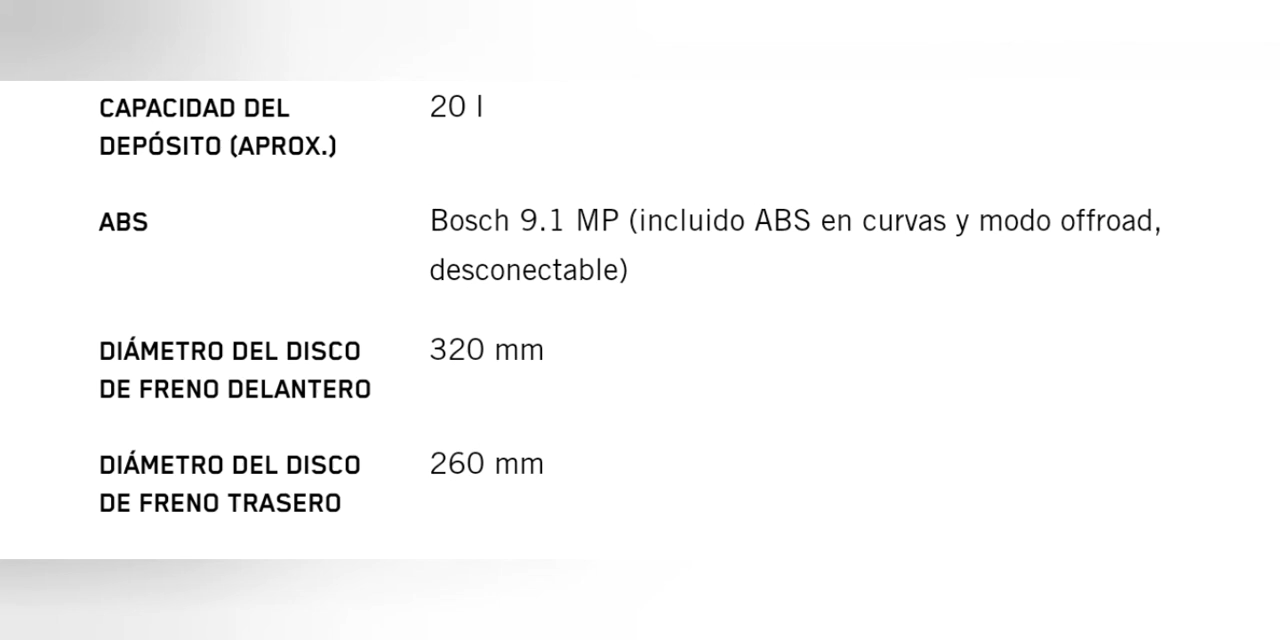 CAPACIDAD DEL 20 l
DEPÓSITO (APROX.)
ABS Bosch 9.1 MP (incluido ABS en curvas y modo offroad,
desconectable)
DIÁMETRO DEL DISCO 320 mm
DE FRENO DELANTERO
DIÁMETRO DEL DISCO 260 mm
DE FRENO TRASERO